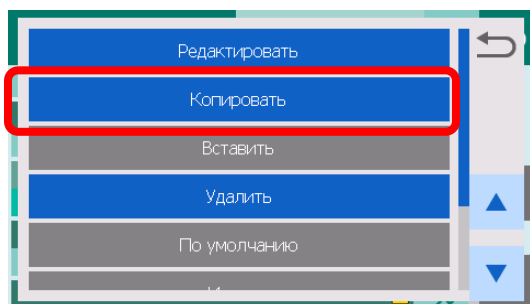 Редактировать
Копировать
Вставить
Удалить
По умолчанию